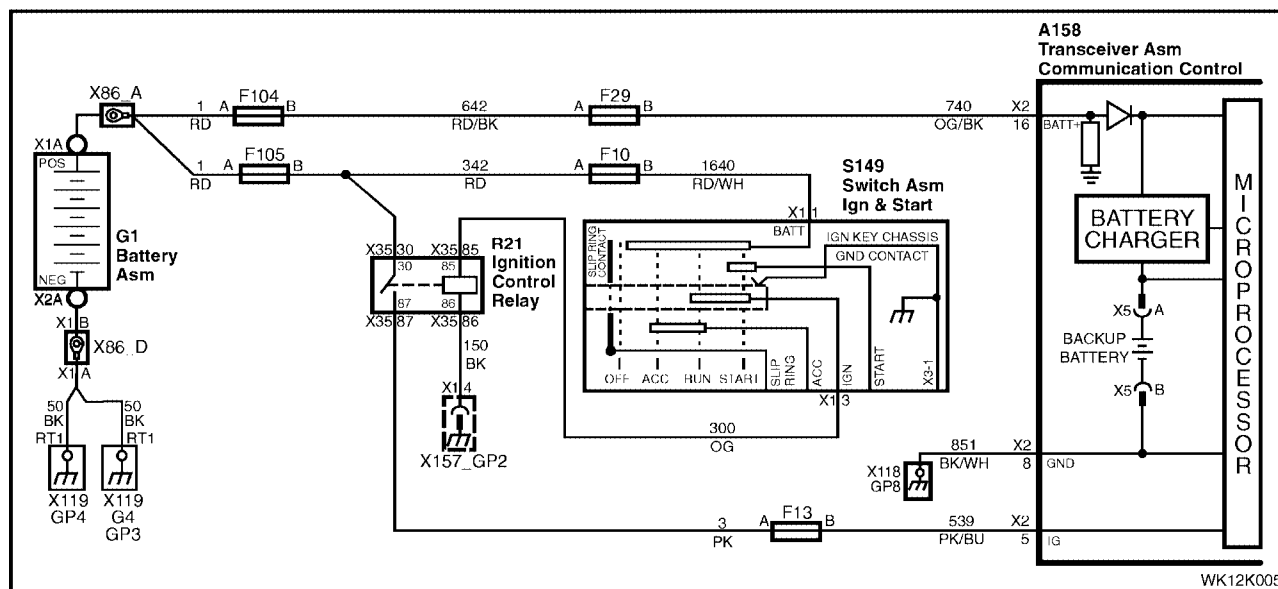 A158
Transceiver Asm
Communication Control
X86_A
1
RD
A
F104
B
642
RD/BK
A
F29
B
740
OG/BK
X2
16
BATT+
X1A
POS
1
RD
A
F105
B
342
RD
A
F10
B
1640
RD/WH
S149
Switch Asm
Ign & Start
X1 1
BATT
G1
Battery
Asm
NEG
X2A
X35 30
X35 85
30
85
R21
Ignition
Control
Relay
87
86
X35 87
X35 86
SLIP RING
CONTACT
IGN KEY CHASSIS
GND CONTACT
OFF
ACC
RUN
START
SLIP
RING
ACC
IGN
START
X3-1
X1 3
BATTERY
CHARGER
MICROPROCESSOR
X5
A
BACKUP
BATTERY
X5
B
X1 B
X86_D
X1 A
50
BK
RT1
50
BK
RT1
X119
GP4
X119
G4
GP3
150
BK
X1 4
X157_GP2
300
OG
X118
GP8
851
BK/WH
X2
8
GND
3
PK
A
F13
B
539
PK/BU
X2
5
IG
WK12K005